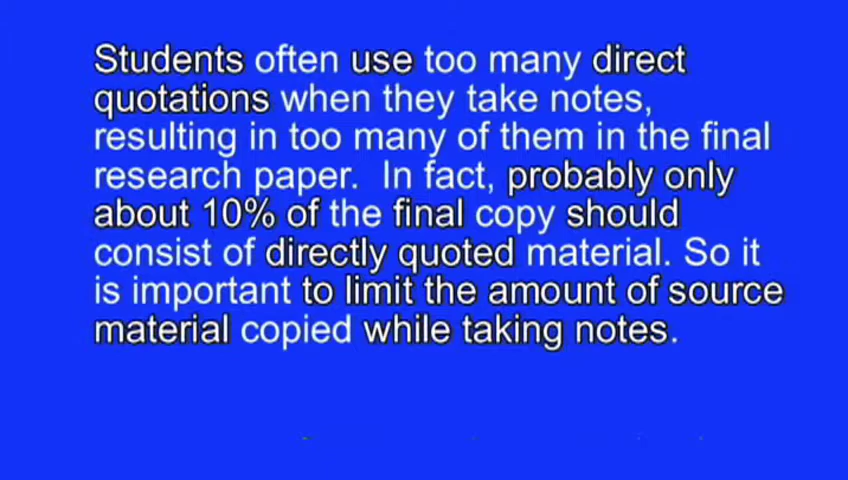 Students often use too many direct
quotations when they take notes,
resulting in too many of them in the final
research paper.  In fact, probably only
about 10% of the final copy should
consist of directly quoted material. So it
is important to limit the amount of source
material copied while taking notes.